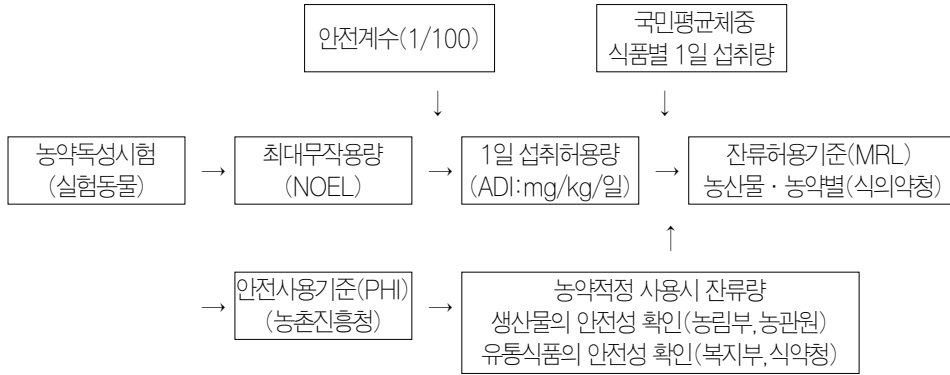 안전계수(1/100)
국민평균체중
식품별 1일 섭취량
↓ ↓
농약독성시험
(실험동물)
→
최대무작용량
(NOEL)
→
1일 섭취허용량
(ADI:mg/kg/일)
→
잔류허용기준(MRL)
농산물·농약별(식의약청)
↑
→
안전사용기준(PHI)
(농촌진흥청)
→
농약적정 사용시 잔류량
생산물의 안전성 확인(농림부,농관원)
유통식품의 안전성 확인(복지부,식약청)